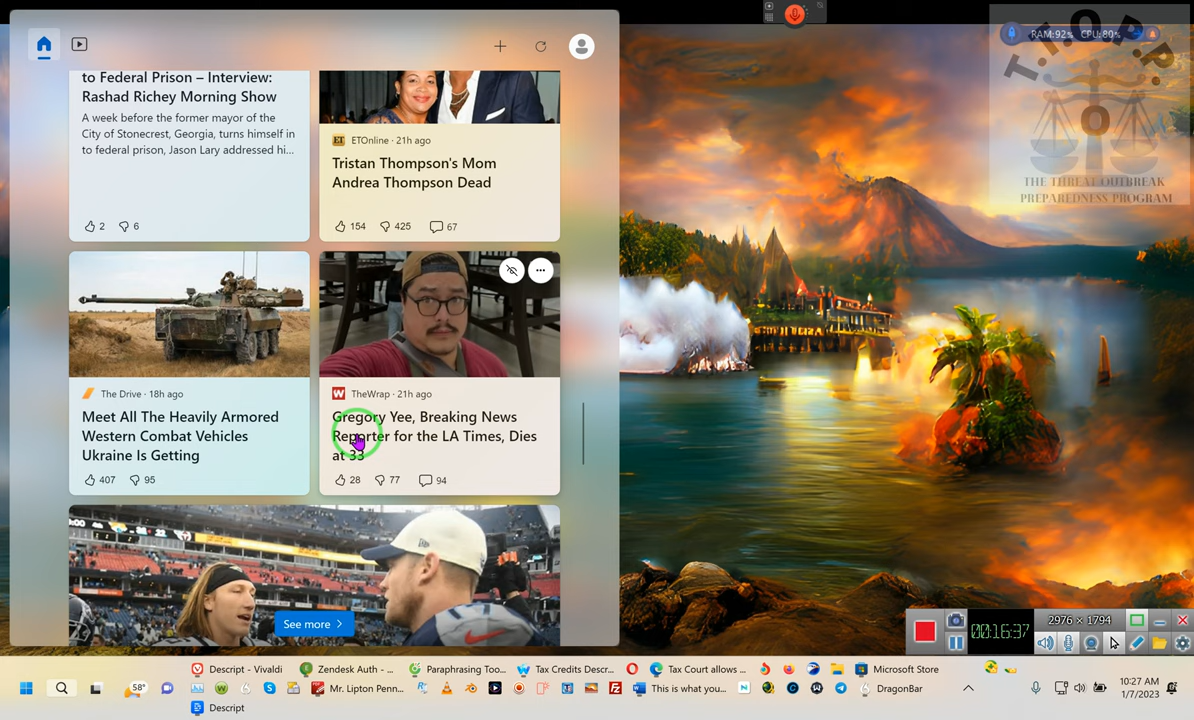 RAM:92% CPU:80%
T.T.O.P.P.
THE THREAT OUTBREAK
PREPAREDNESS PROGRAM
to Federal Prison – Interview:
Rashad Richey Morning Show
A week before the former mayor of the
City of Stonecrest, Georgia, turns himself in
to federal prison, Jason Lary addressed hi...
2 6
ET ETOnline · 21h ago
Tristan Thompson's Mom
Andrea Thompson Dead
154 425 67
The Drive · 18h ago
Meet All The Heavily Armored
Western Combat Vehicles
Ukraine Is Getting
407 95
W TheWrap · 21h ago
Gregory Yee, Breaking News
Reporter for the LA Times, Dies
at 33
28 77 94
See more
00:16:37
2976 × 1794
Descript - Vivaldi
Zendesk Auth - ...
Paraphrasing Too...
Tax Credits Descr...
Tax Court allows ...
Microsoft Store
58°
Mr. Lipton Penn...
This is what you...
DragonBar
Descript
10:27 AM
1/7/2023